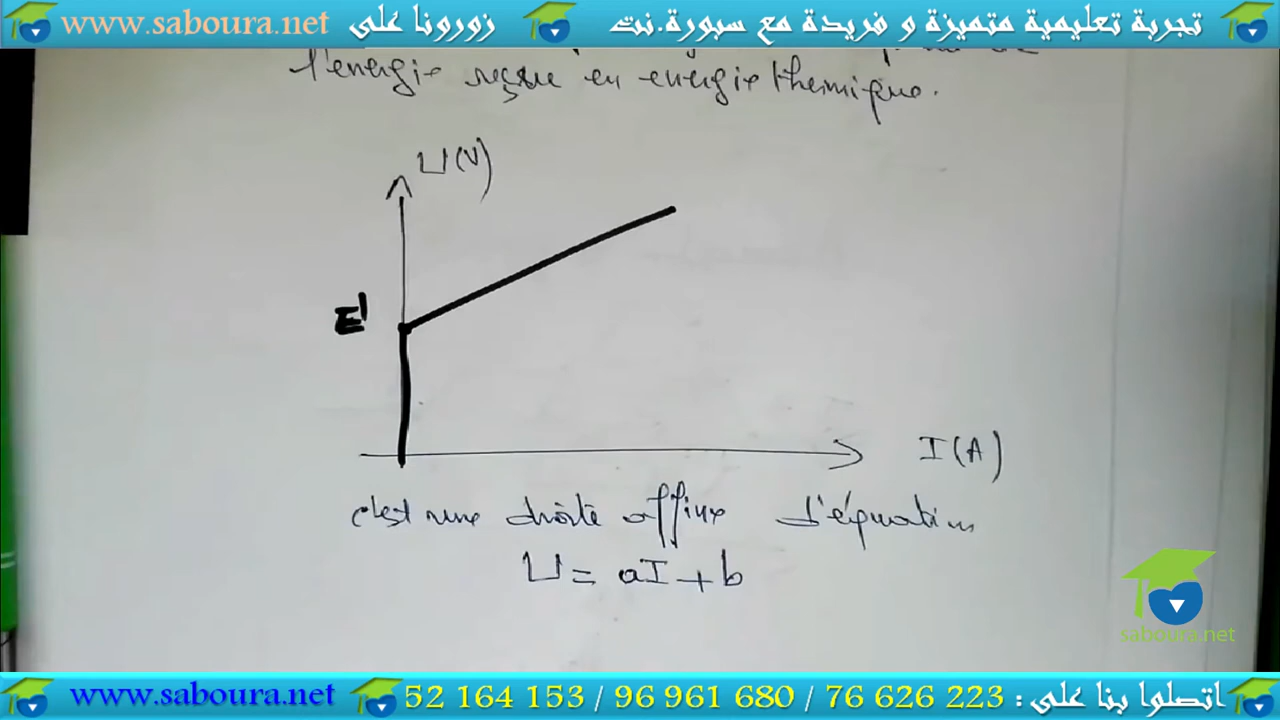 www.saboura.net زورونا على تجربة تعليمية متميزة و فريدة مع سبورة.نت
l'energie reçue en energie thermique.
U(V)
E'
I(A)
c'est une droite affine d'équation
U = aI + b
saboura.net
www.saboura.net 52 164 153 / 96 961 680 / 76 626 223 : اتصلوا بنا على